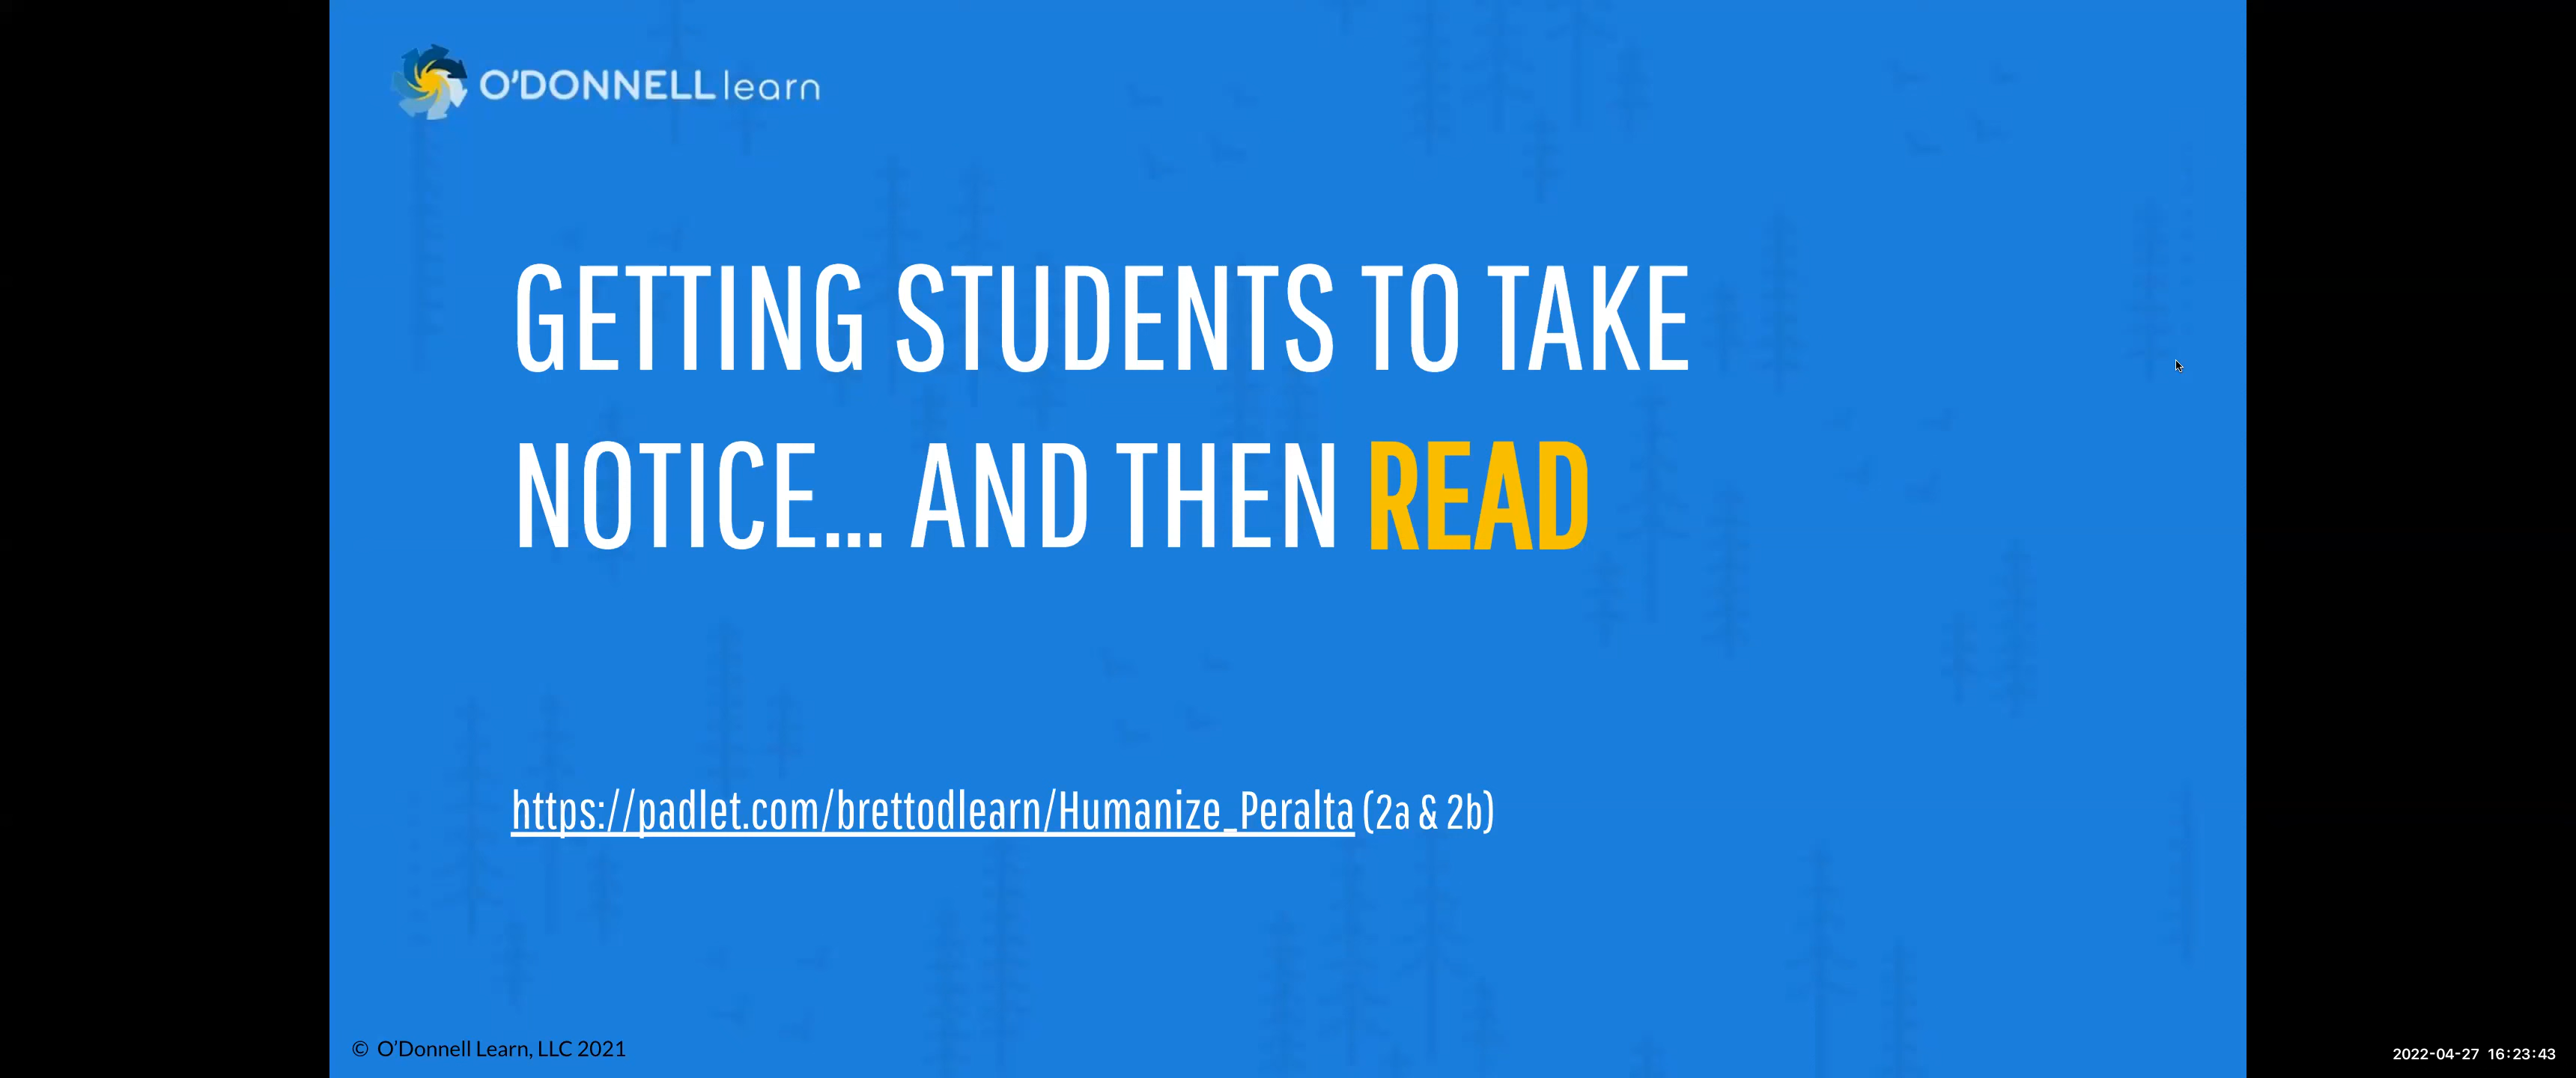 O'DONNELL learn
GETTING STUDENTS TO TAKE
NOTICE... AND THEN READ
https://padlet.com/brettodlearn/Humanize_Peralta (2a & 2b)
© O'Donnell Learn, LLC 2021
2022-04-27 16:23:43